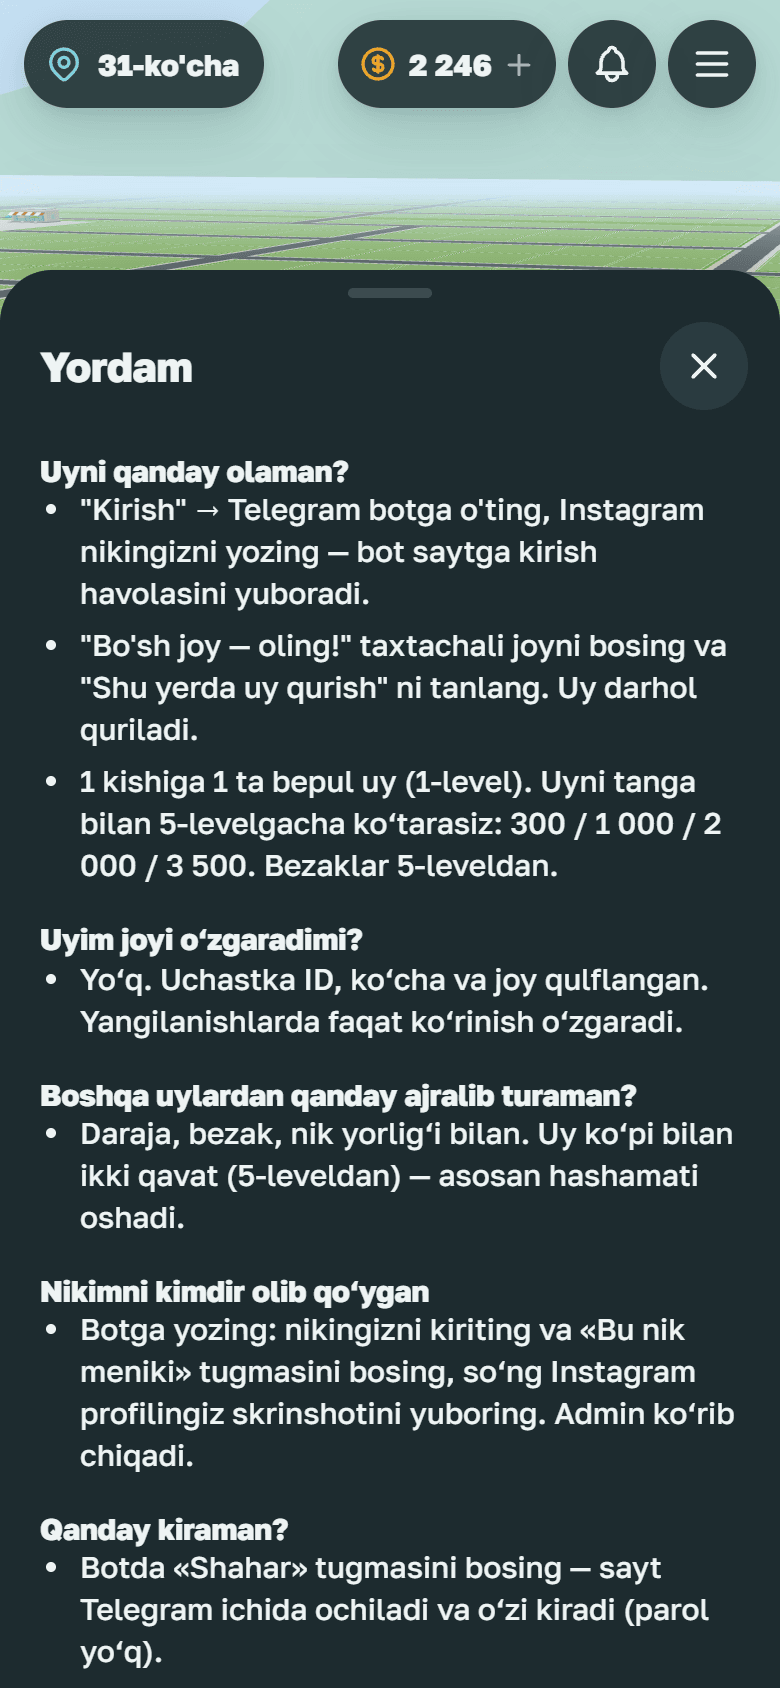 31-ko'cha
2 246
Yordam
Uyni qanday olaman?
"Kirish" → Telegram botga o'ting, Instagram
nikingizni yozing — bot saytga kirish
havolasini yuboradi.
"Bo'sh joy — oling!" taxtachali joyni bosing va
"Shu yerda uy qurish" ni tanlang. Uy darhol
quriladi.
1 kishiga 1 ta bepul uy (1-level). Uyni tanga
bilan 5-levelgacha ko‘tarasiz: 300 / 1 000 / 2
000 / 3 500. Bezaklar 5-leveldan.
Uyim joyi o‘zgaradimi?
Yo‘q. Uchastka ID, ko‘cha va joy qulflangan.
Yangilanishlarda faqat ko‘rinish o‘zgaradi.
Boshqa uylardan qanday ajralib turaman?
Daraja, bezak, nik yorlig‘i bilan. Uy ko‘pi bilan
ikki qavat (5-leveldan) — asosan hashamati
oshadi.
Nikimni kimdir olib qo‘ygan
Botga yozing: nikingizni kiriting va «Bu nik
meniki» tugmasini bosing, so‘ng Instagram
profilingiz skrinshotini yuboring. Admin ko‘rib
chiqadi.
Qanday kiraman?
Botda «Shahar» tugmasini bosing — sayt
Telegram ichida ochiladi va o‘zi kiradi (parol
yo‘q).